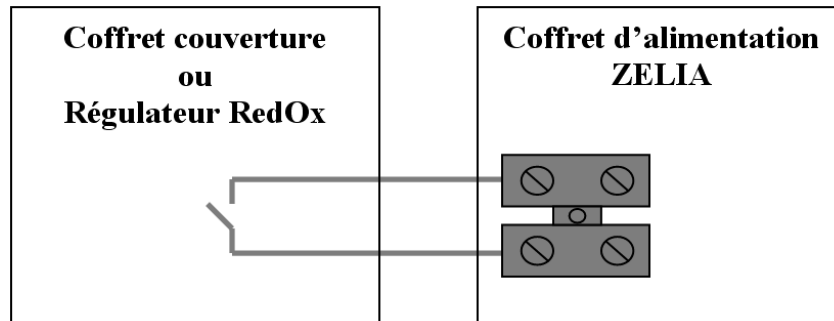 Coffret couverture
ou
Régulateur RedOx
Coffret d’alimentation
ZELIA